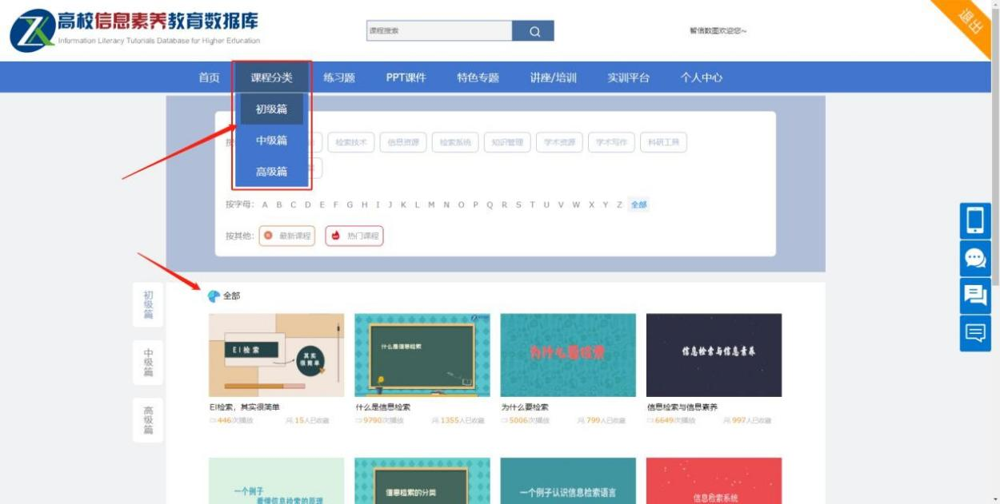 高校信息素养教育数据库
Information Literary Tutorials Database for Higher Education
课程搜索
智信数图欢迎您~
退出
首页 课程分类 练习题 PPT课件 特色专题 讲座/培训 实训平台 个人中心
初级篇
中级篇
高级篇
按
检索技术 信息资源 检索系统 知识管理 学术资源 学术写作 科研工具
按字母: A B C D E F G H I J K L M N O P Q R S T U V W X Y Z 全部
按其他: 最新课程 热门课程
全部
初级篇
中级篇
高级篇
EI检索
其实很简单
什么是信息检索
为什么要检索
信息检索与信息素养
EI检索，其实很简单
446次播放 15人已收藏
什么是信息检索
9790次播放 1355人已收藏
为什么要检索
5006次播放 799人已收藏
信息检索与信息素养
6649次播放 997人已收藏
一个例子
看懂信息检索的原理
信息检索的分类
一个例子认识信息检索语言
信息检索系统